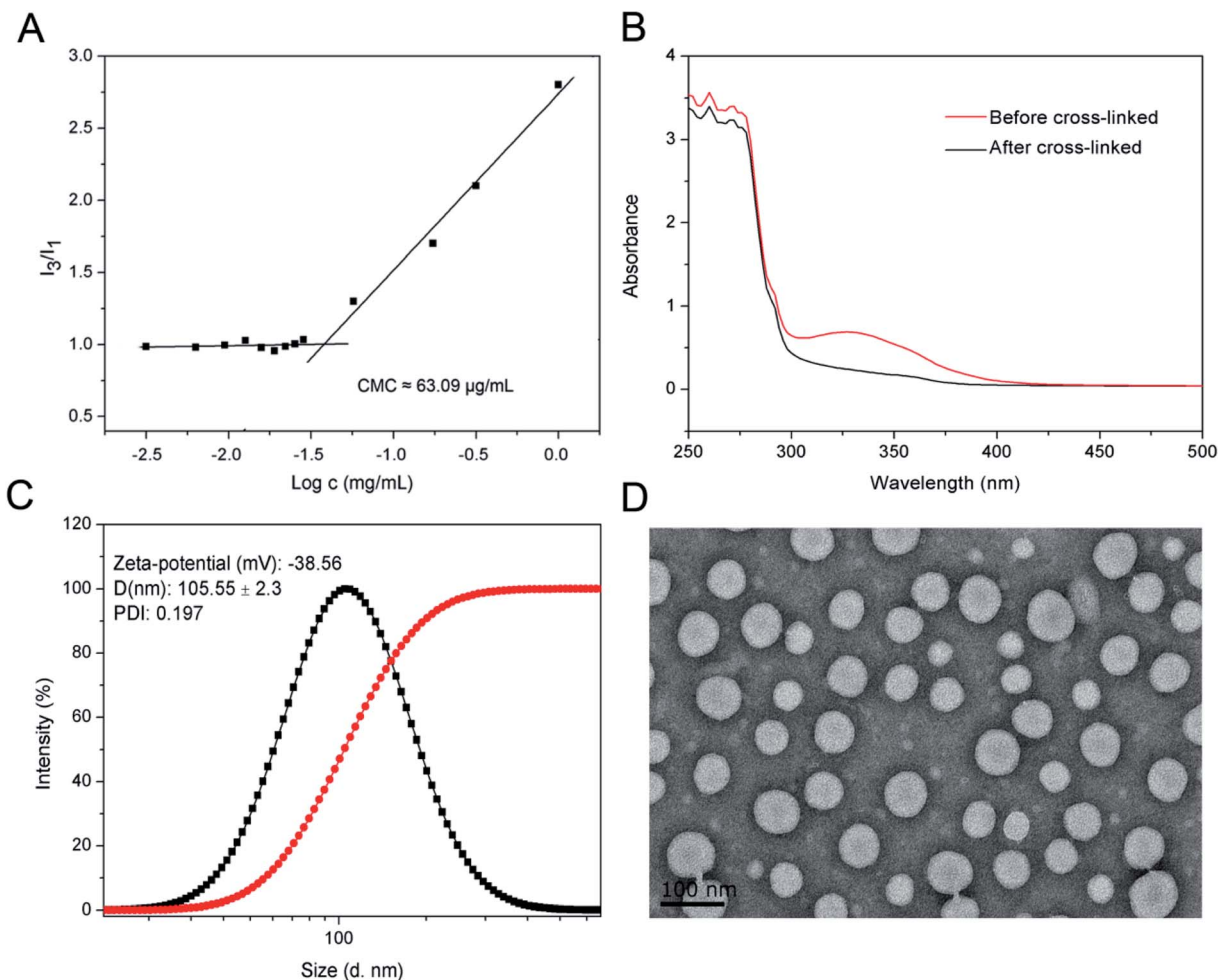 A
3.0
2.5
2.0
1.5
1.0
0.5
I3/I1
-2.5
-2.0
-1.5
-1.0
-0.5
0.0
Log c (mg/mL)
CMC ≈ 63.09 µg/mL
B
4
3
2
1
0
Absorbance
Before cross-linked
After cross-linked
250
300
350
400
450
500
Wavelength (nm)
C
120
100
80
60
40
20
0
Intensity (%)
Zeta-potential (mV): -38.56
D(nm): 105.55 ± 2.3
PDI: 0.197
100
Size (d. nm)
D
100 nm